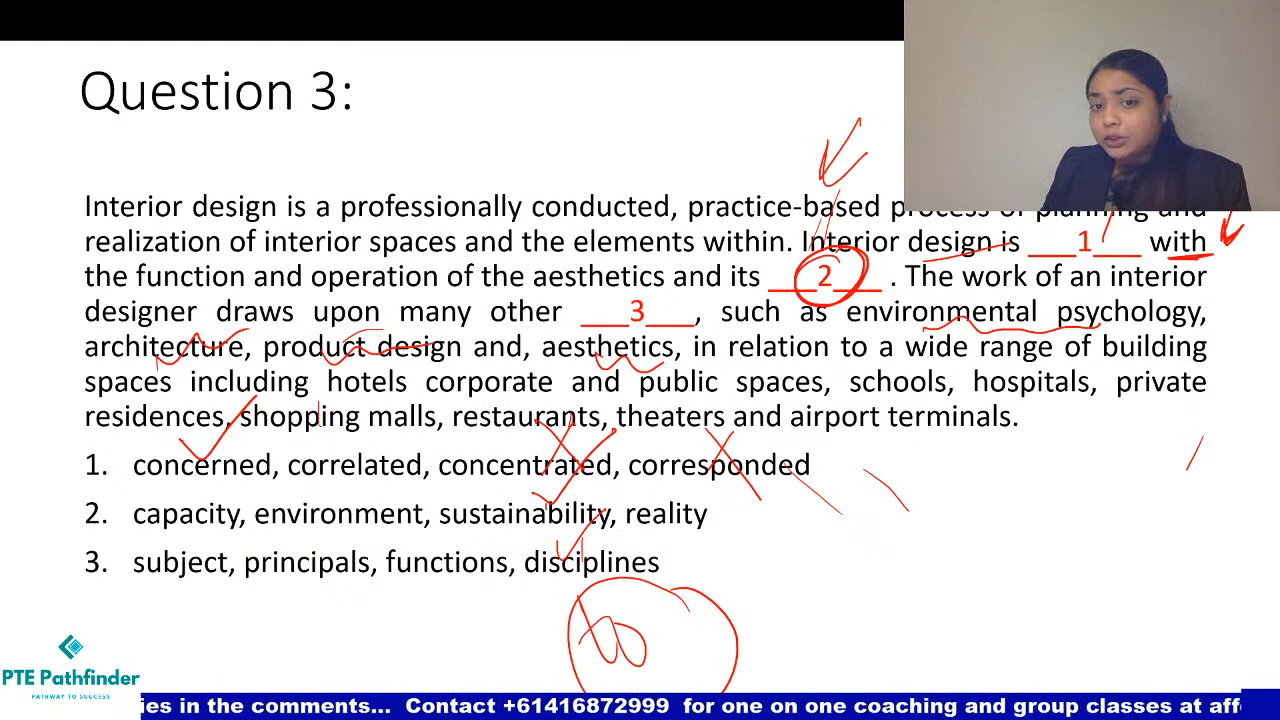 Question 3:
Interior design is a professionally conducted, practice-based process of planning and
realization of interior spaces and the elements within. Interior design is ___1___ with
the function and operation of the aesthetics and its ___2___ . The work of an interior
designer draws upon many other ___3___, such as environmental psychology,
architecture, product design and, aesthetics, in relation to a wide range of building
spaces including hotels corporate and public spaces, schools, hospitals, private
residences, shopping malls, restaurants, theaters and airport terminals.
1. concerned, correlated, concentrated, corresponded
2. capacity, environment, sustainability, reality
3. subject, principals, functions, disciplines
to
PTE Pathfinder
PATHWAY TO SUCCESS
ies in the comments... Contact +61416872999 for one on one coaching and group classes at aff